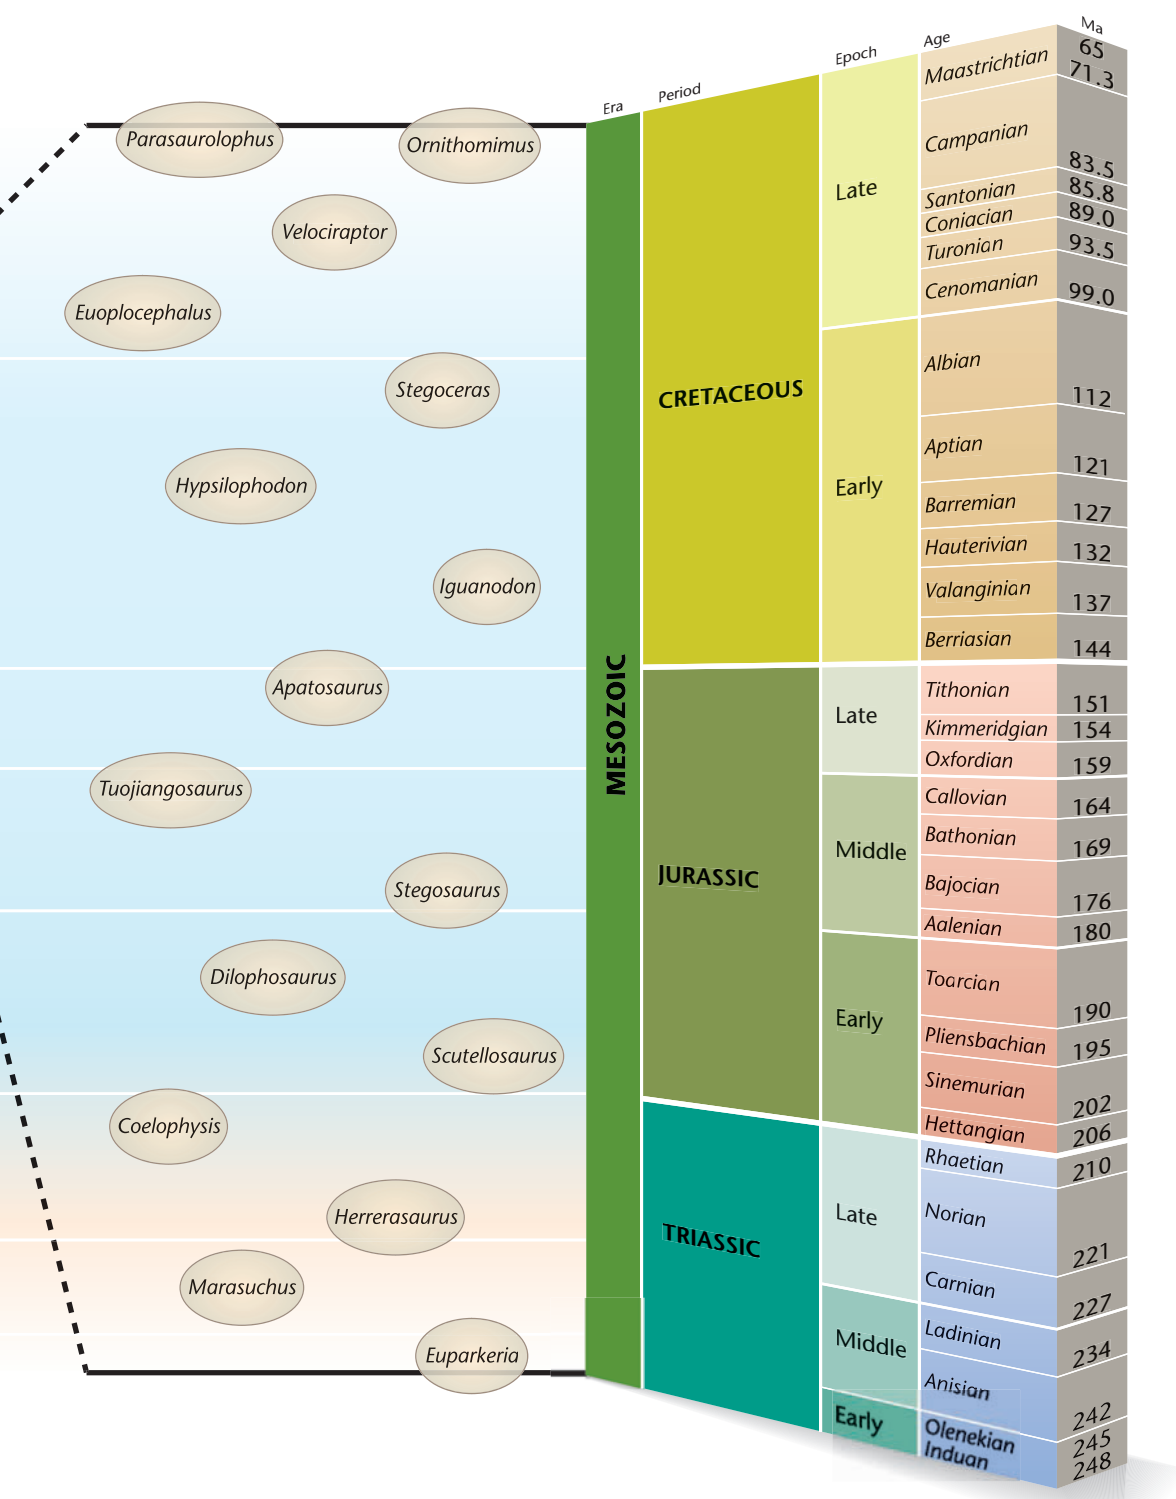 Ma
Era
Period
Epoch
Age
Parasaurolophus
Ornithomimus
Velociraptor
Euoplocephalus
Stegoceras
Hypsilophodon
Iguanodon
Apatosaurus
Tuojiangosaurus
Stegosaurus
Dilophosaurus
Scutellosaurus
Coelophysis
Herrerasaurus
Marasuchus
Euparkeria
MESOZOIC
CRETACEOUS
JURASSIC
TRIASSIC
Late
Early
Late
Middle
Early
Late
Middle
Early
Maastrichtian
Campanian
Santonian
Coniacian
Turonian
Cenomanian
Albian
Aptian
Barremian
Hauterivian
Valanginian
Berriasian
Tithonian
Kimmeridgian
Oxfordian
Callovian
Bathonian
Bajocian
Aalenian
Toarcian
Pliensbachian
Sinemurian
Hettangian
Rhaetian
Norian
Carnian
Ladinian
Anisian
Olenekian
Induan
65
71.3
83.5
85.8
89.0
93.5
99.0
112
121
127
132
137
144
151
154
159
164
169
176
180
190
195
202
206
210
221
227
234
242
245
248